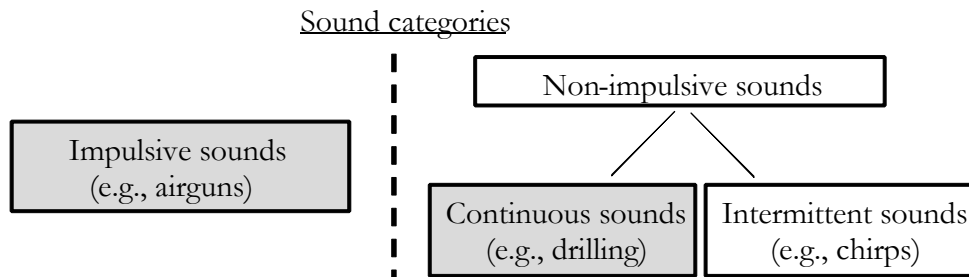 Sound categories
Non-impulsive sounds
Impulsive sounds
(e.g., airguns)
Continuous sounds
(e.g., drilling)
Intermittent sounds
(e.g., chirps)